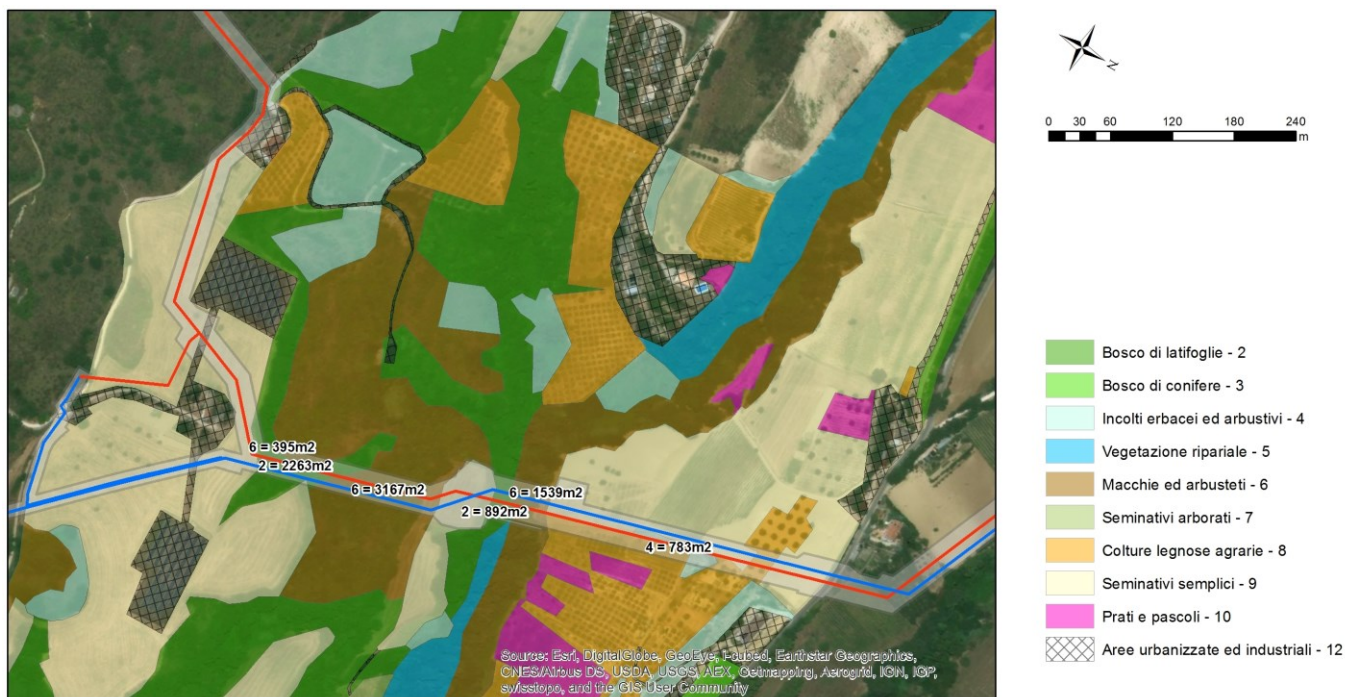 N
0 30 60 120 180 240
m
6 = 395m2
2 = 2263m2
6 = 3167m2
6 = 1539m2
2 = 892m2
4 = 783m2
Bosco di latifoglie - 2
Bosco di conifere - 3
Incolti erbacei ed arbustivi - 4
Vegetazione ripariale - 5
Macchie ed arbusteti - 6
Seminativi arborati - 7
Colture legnose agrarie - 8
Seminativi semplici - 9
Prati e pascoli - 10
Aree urbanizzate ed industriali - 12
Source: Esri, DigitalGlobe, GeoEye, i-cubed, Earthstar Geographics,
CNES/Airbus DS, USDA, USGS, AEX, Getmapping, Aerogrid, IGN, IGP,
swisstopo, and the GIS User Community